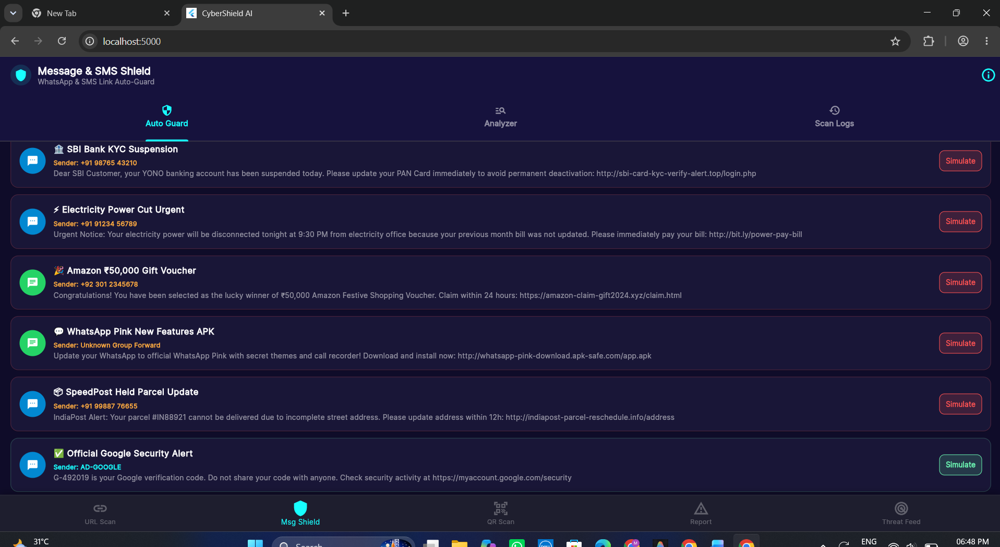 New Tab
CyberShield AI
localhost:5000
Message & SMS Shield
WhatsApp & SMS Link Auto-Guard
Auto Guard
Analyzer
Scan Logs
🏦 SBI Bank KYC Suspension
Sender: +91 98765 43210
Dear SBI Customer, your YONO banking account has been suspended today. Please update your PAN Card immediately to avoid permanent deactivation: http://sbi-card-kyc-verify-alert.top/login.php
Simulate
⚡ Electricity Power Cut Urgent
Sender: +91 91234 56789
Urgent Notice: Your electricity power will be disconnected tonight at 9:30 PM from electricity office because your previous month bill was not updated. Please immediately pay your bill: http://bit.ly/power-pay-bill
Simulate
🎉 Amazon ₹50,000 Gift Voucher
Sender: +92 301 2345678
Congratulations! You have been selected as the lucky winner of ₹50,000 Amazon Festive Shopping Voucher. Claim within 24 hours: https://amazon-claim-gift2024.xyz/claim.html
Simulate
💬 WhatsApp Pink New Features APK
Sender: Unknown Group Forward
Update your WhatsApp to official WhatsApp Pink with secret themes and call recorder! Download and install now: http://whatsapp-pink-download.apk-safe.com/app.apk
Simulate
📦 SpeedPost Held Parcel Update
Sender: +91 99887 76655
IndiaPost Alert: Your parcel #IN88921 cannot be delivered due to incomplete street address. Please update address within 12h: http://indiapost-parcel-reschedule.info/address
Simulate
✅ Official Google Security Alert
Sender: AD-GOOGLE
G-492019 is your Google verification code. Do not share your code with anyone. Check security activity at https://myaccount.google.com/security
Simulate
URL Scan
Msg Shield
QR Scan
Report
Threat Feed
31°C
Search
M
DELL
ENG
06:48 PM